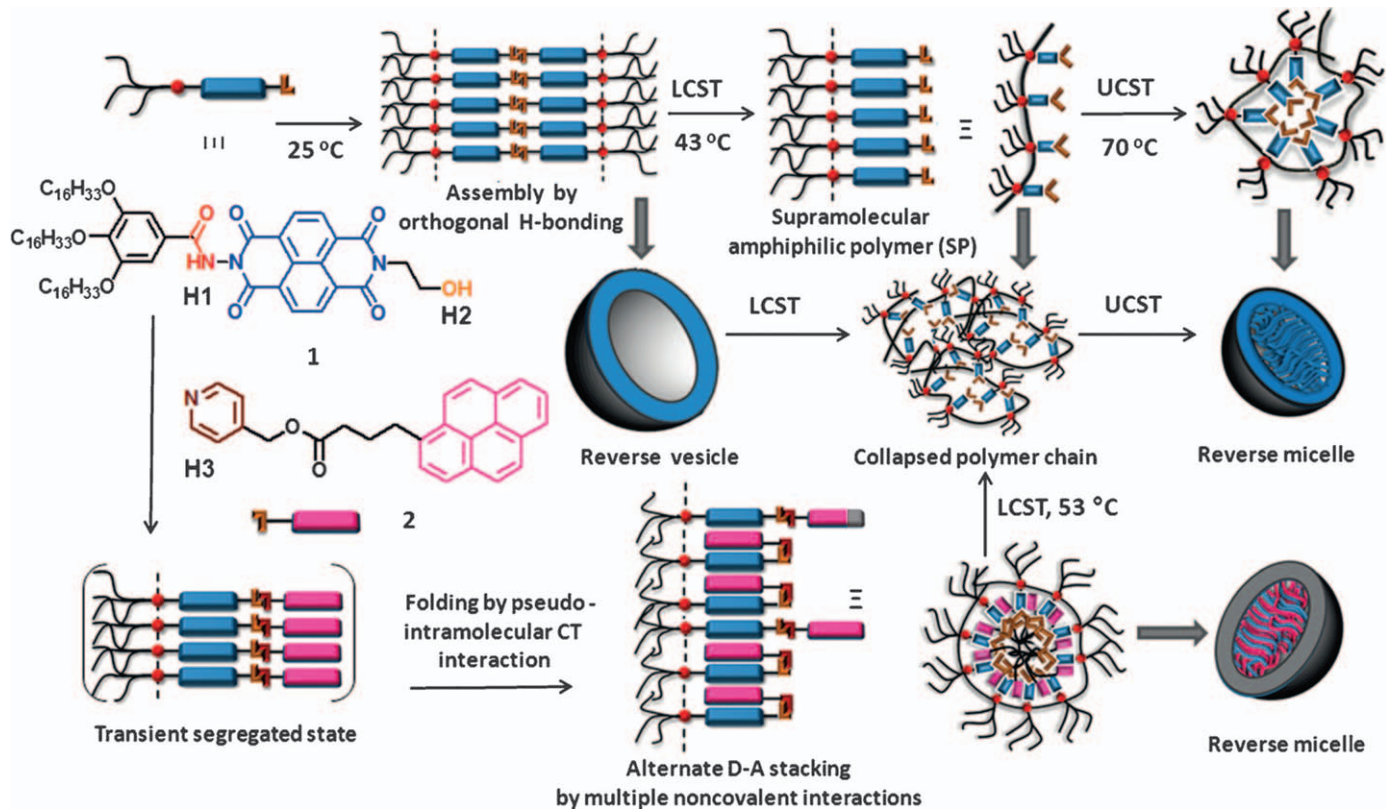 25 °C
Assembly by
orthogonal H-bonding
LCST
43 °C
Supramolecular
amphiphilic polymer (SP)
Ξ
UCST
70 °C
C₁₆H₃₃O
C₁₆H₃₃O
C₁₆H₃₃O
O
HN
H1
O
O
N
N
O
O
OH
H2
1
Reverse vesicle
LCST
Collapsed polymer chain
UCST
Reverse micelle
N
H3
O
O
2
LCST, 53 °C
Transient segregated state
Folding by pseudo-
intramolecular CT
interaction
Ξ
Alternate D-A stacking
by multiple noncovalent interactions
Reverse micelle